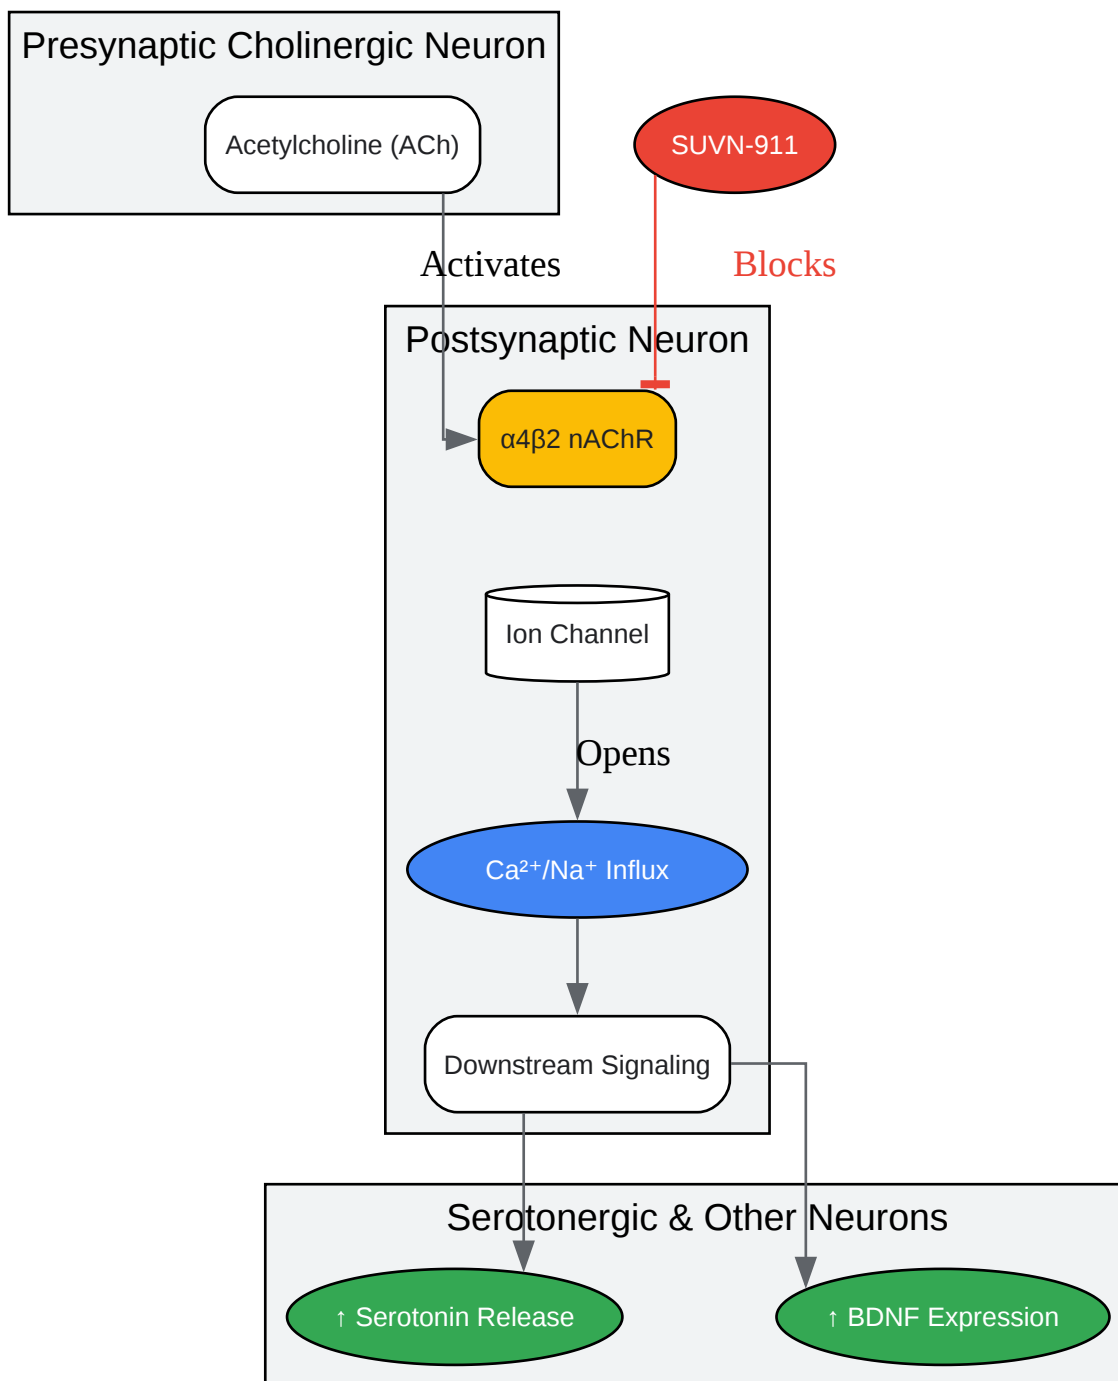 Presynaptic Cholinergic Neuron
Acetylcholine (ACh)
SUVN-911
Activates
Blocks
Postsynaptic Neuron
α4β2 nAChR
Ion Channel
Opens
Ca²⁺/Na⁺ Influx
Downstream Signaling
Serotonergic & Other Neurons
↑ Serotonin Release
↑ BDNF Expression